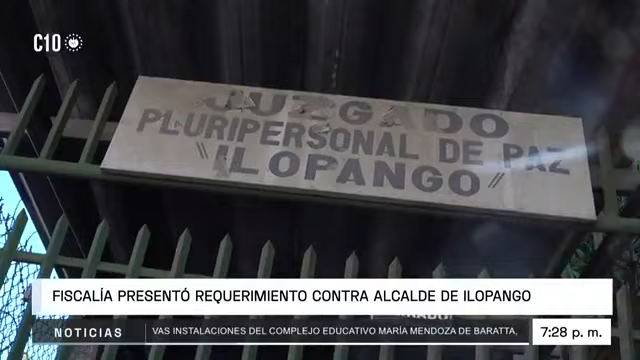 C10
JUZGADO
PLURIPERSONAL DE PAZ
"ILOPANGO"
FISCALÍA PRESENTÓ REQUERIMIENTO CONTRA ALCALDE DE ILOPANGO
NOTICIAS
VAS INSTALACIONES DEL COMPLEJO EDUCATIVO MARÍA MENDOZA DE BARATTA,
7:28 p. m.